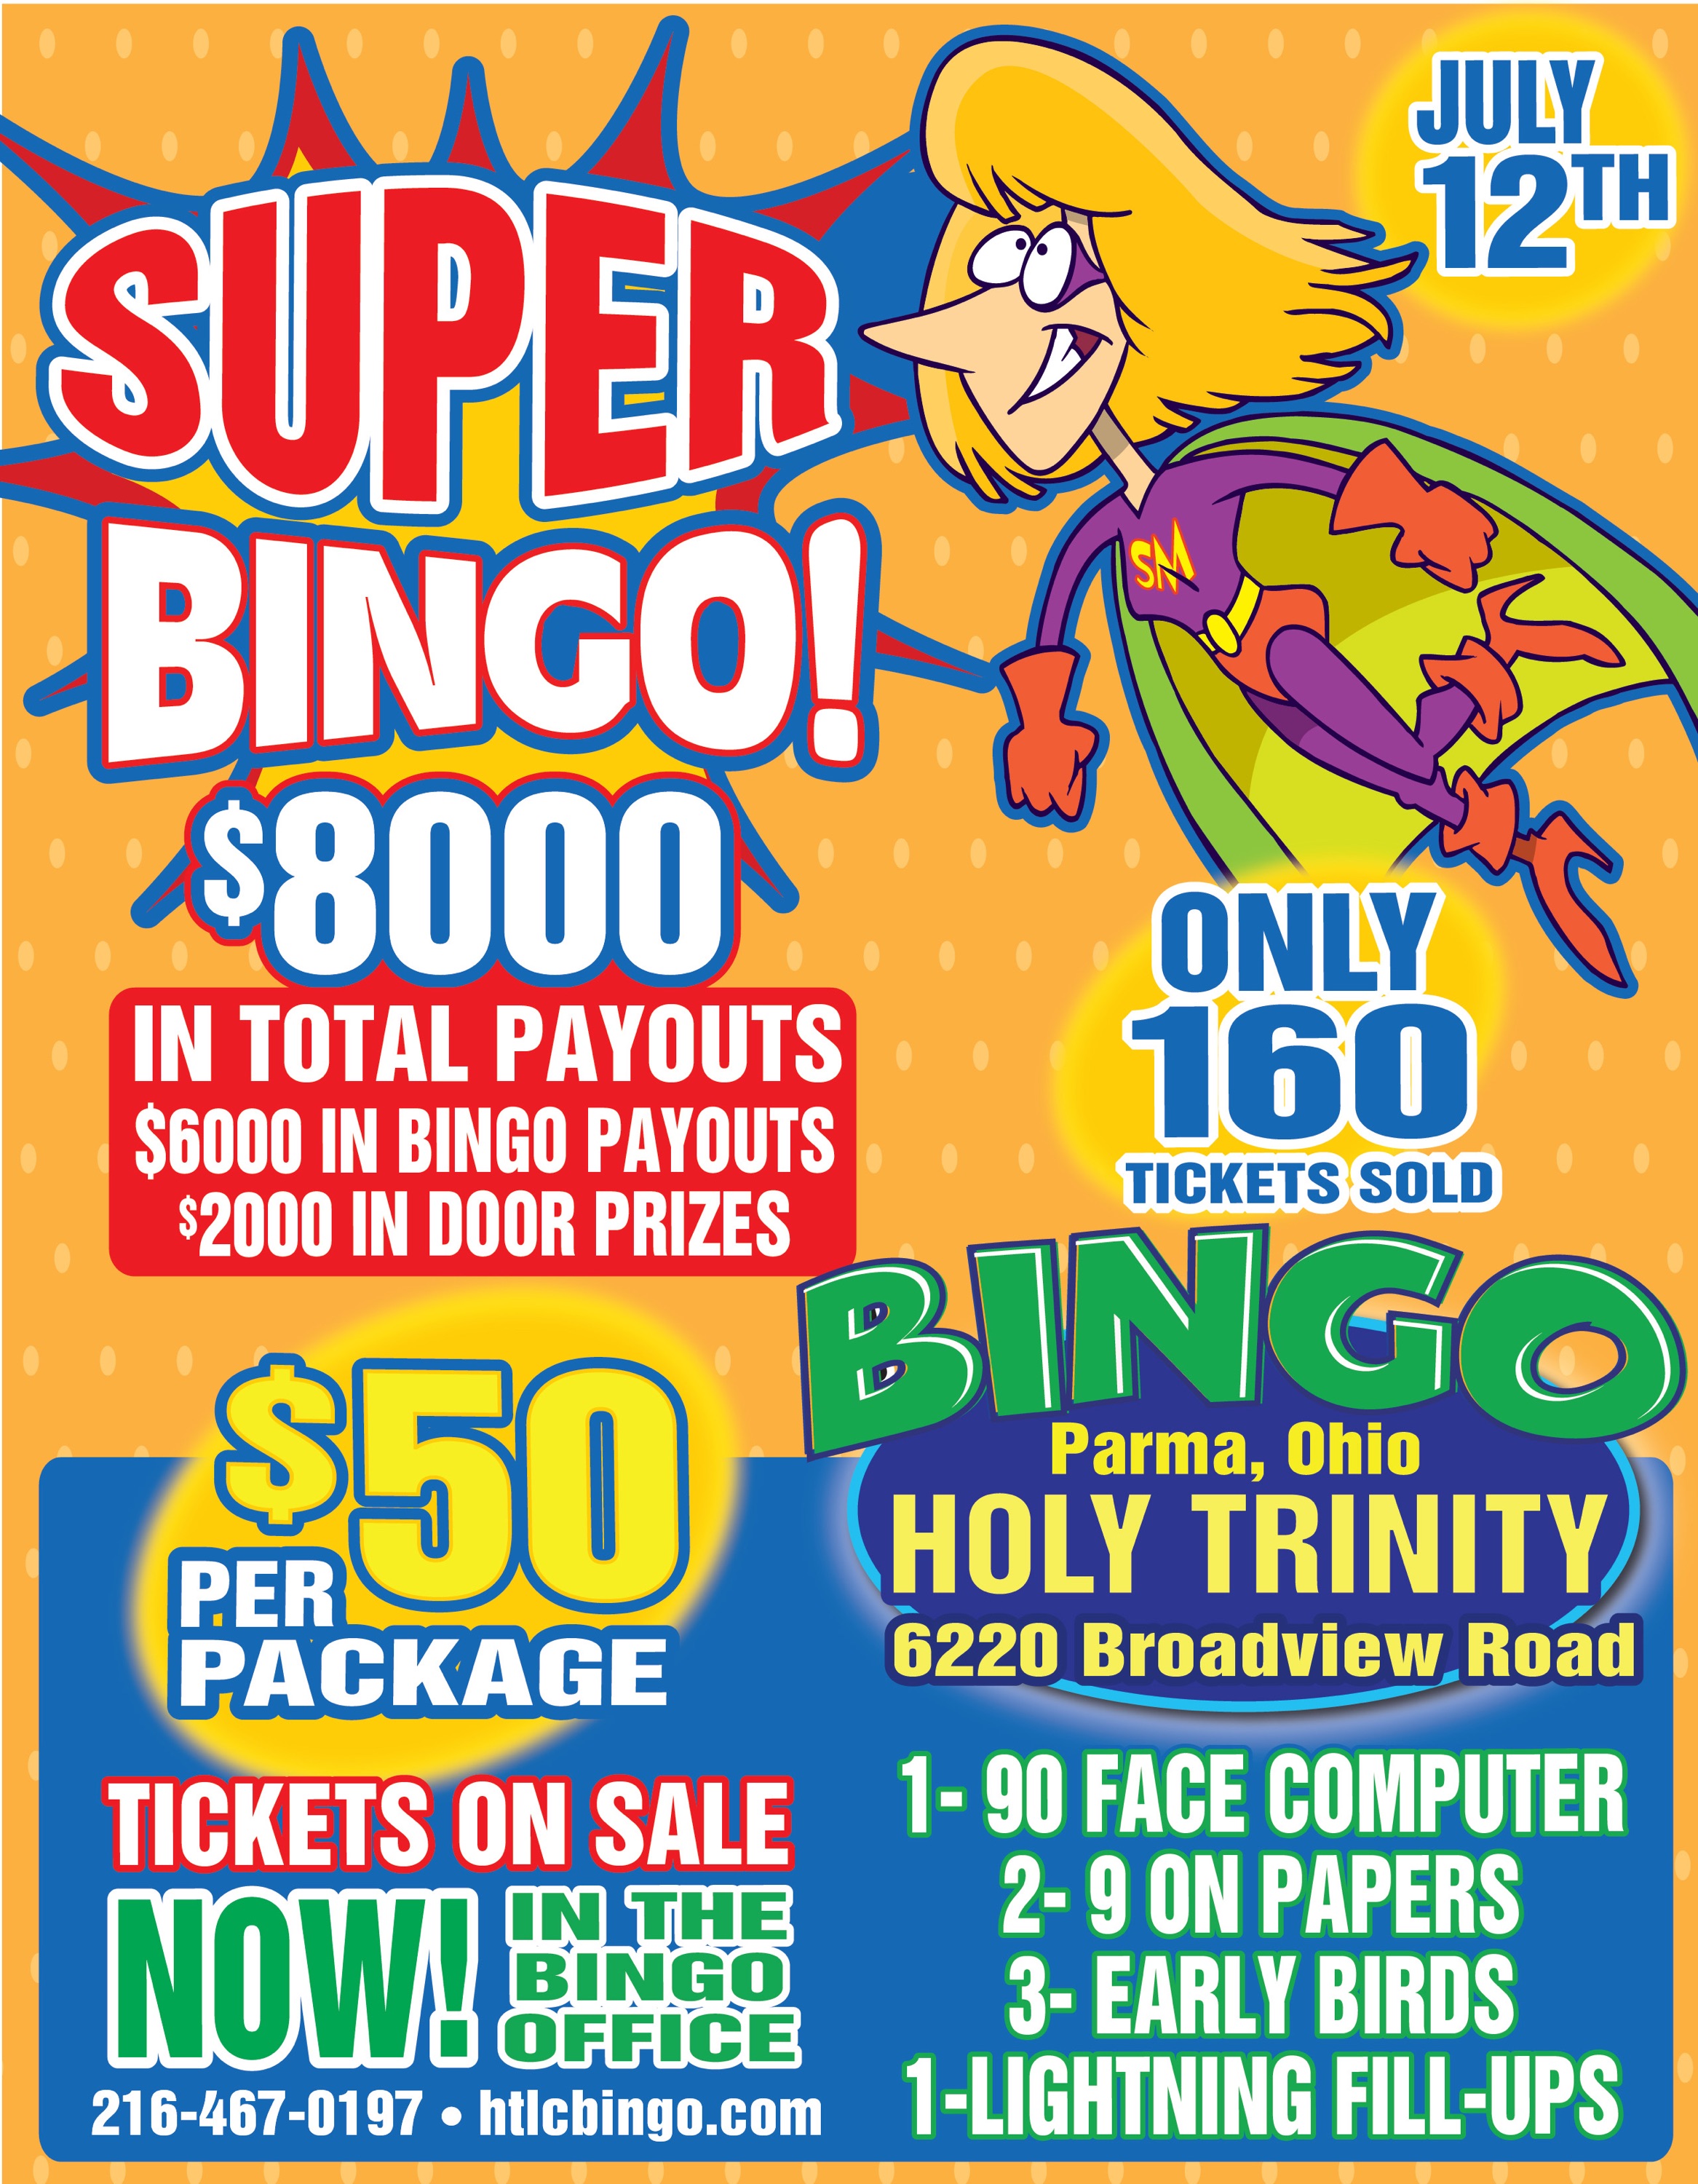 SUPER
BINGO!
JULY
12TH
SM
$8000
IN TOTAL PAYOUTS
$6000 IN BINGO PAYOUTS
$2000 IN DOOR PRIZES
ONLY
160
TICKETS SOLD
BINGO
Parma, Ohio
HOLY TRINITY
6220 Broadview Road
$50
PER
PACKAGE
TICKETS ON SALE
NOW!
IN THE
BINGO
OFFICE
216-467-0197 • htlcbingo.com
1- 90 FACE COMPUTER
2- 9 ON PAPERS
3- EARLY BIRDS
1-LIGHTNING FILL-UPS